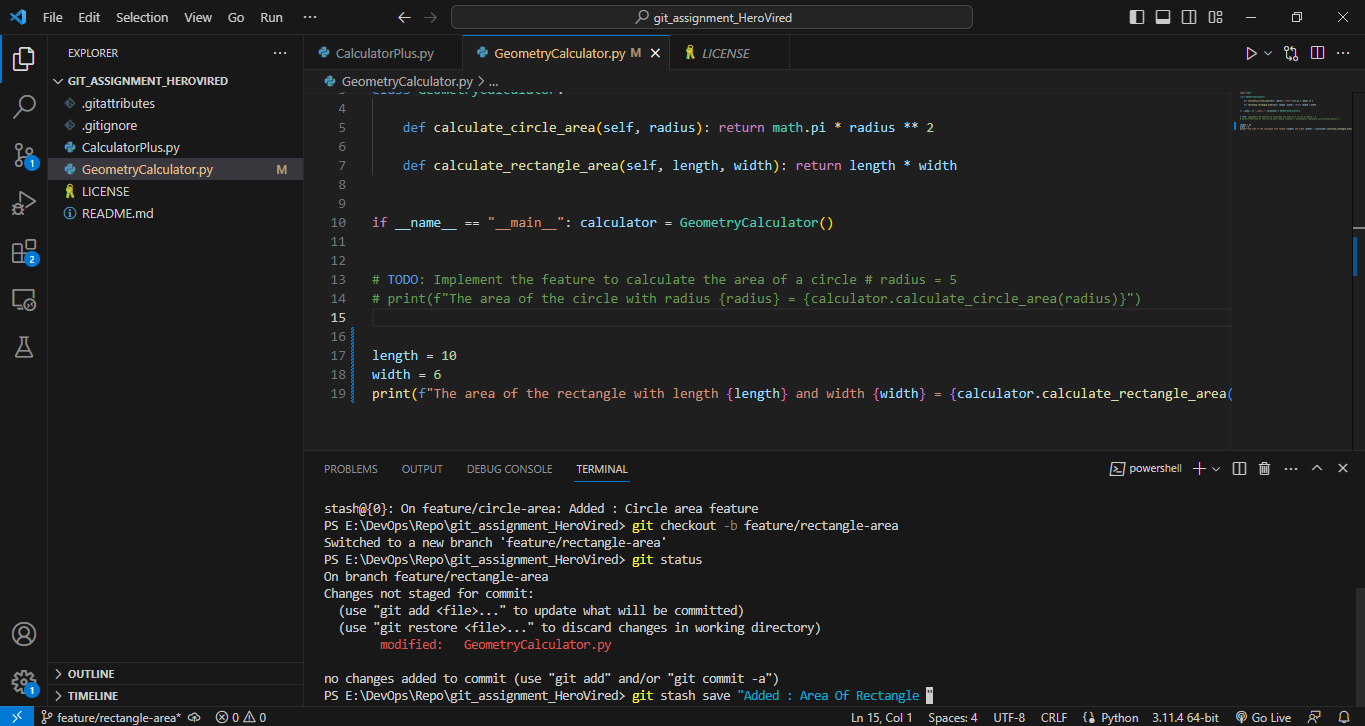 File Edit Selection View Go Run ··· git_assignment_HeroVired
EXPLORER ···
GIT_ASSIGNMENT_HEROVIRED
.gitattributes
.gitignore
CalculatorPlus.py
GeometryCalculator.py M
LICENSE
README.md
OUTLINE
TIMELINE
1
2
1
CalculatorPlus.py GeometryCalculator.py M LICENSE
GeometryCalculator.py > ...
class GeometryCalculator:
4
5 def calculate_circle_area(self, radius): return math.pi * radius ** 2
6
7 def calculate_rectangle_area(self, length, width): return length * width
8
9
10 if __name__ == "__main__": calculator = GeometryCalculator()
11
12
13 # TODO: Implement the feature to calculate the area of a circle # radius = 5
14 # print(f"The area of the circle with radius {radius} = {calculator.calculate_circle_area(radius)}")
15
16
17 length = 10
18 width = 6
19 print(f"The area of the rectangle with length {length} and width {width} = {calculator.calculate_rectangle_area(
PROBLEMS OUTPUT DEBUG CONSOLE TERMINAL powershell
stash@{0}: On feature/circle-area: Added : Circle area feature
PS E:\DevOps\Repo\git_assignment_HeroVired> git checkout -b feature/rectangle-area
Switched to a new branch 'feature/rectangle-area'
PS E:\DevOps\Repo\git_assignment_HeroVired> git status
On branch feature/rectangle-area
Changes not staged for commit:
(use "git add <file>..." to update what will be committed)
(use "git restore <file>..." to discard changes in working directory)
modified: GeometryCalculator.py
no changes added to commit (use "git add" and/or "git commit -a")
PS E:\DevOps\Repo\git_assignment_HeroVired> git stash save "Added : Area Of Rectangle "
feature/rectangle-area* 0 0 Ln 15, Col 1 Spaces: 4 UTF-8 CRLF Python 3.11.4 64-bit Go Live